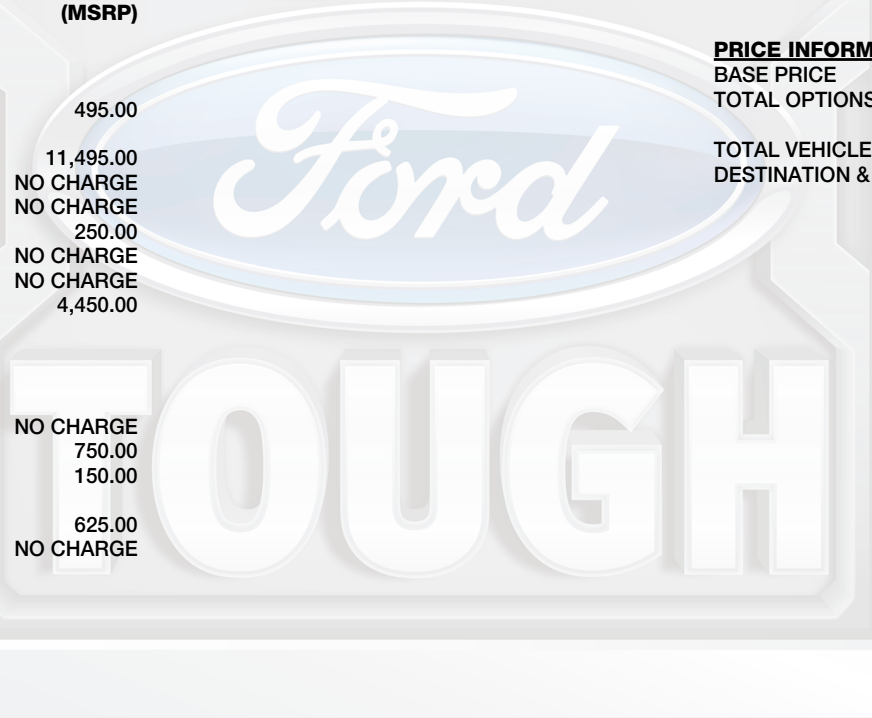 (MSRP)
495.00
11,495.00
NO CHARGE
NO CHARGE
250.00
NO CHARGE
NO CHARGE
4,450.00
NO CHARGE
750.00
150.00
625.00
NO CHARGE
PRICE INFORM
BASE PRICE
TOTAL OPTIONS
TOTAL VEHICLE
DESTINATION &
Ford
TOUGH